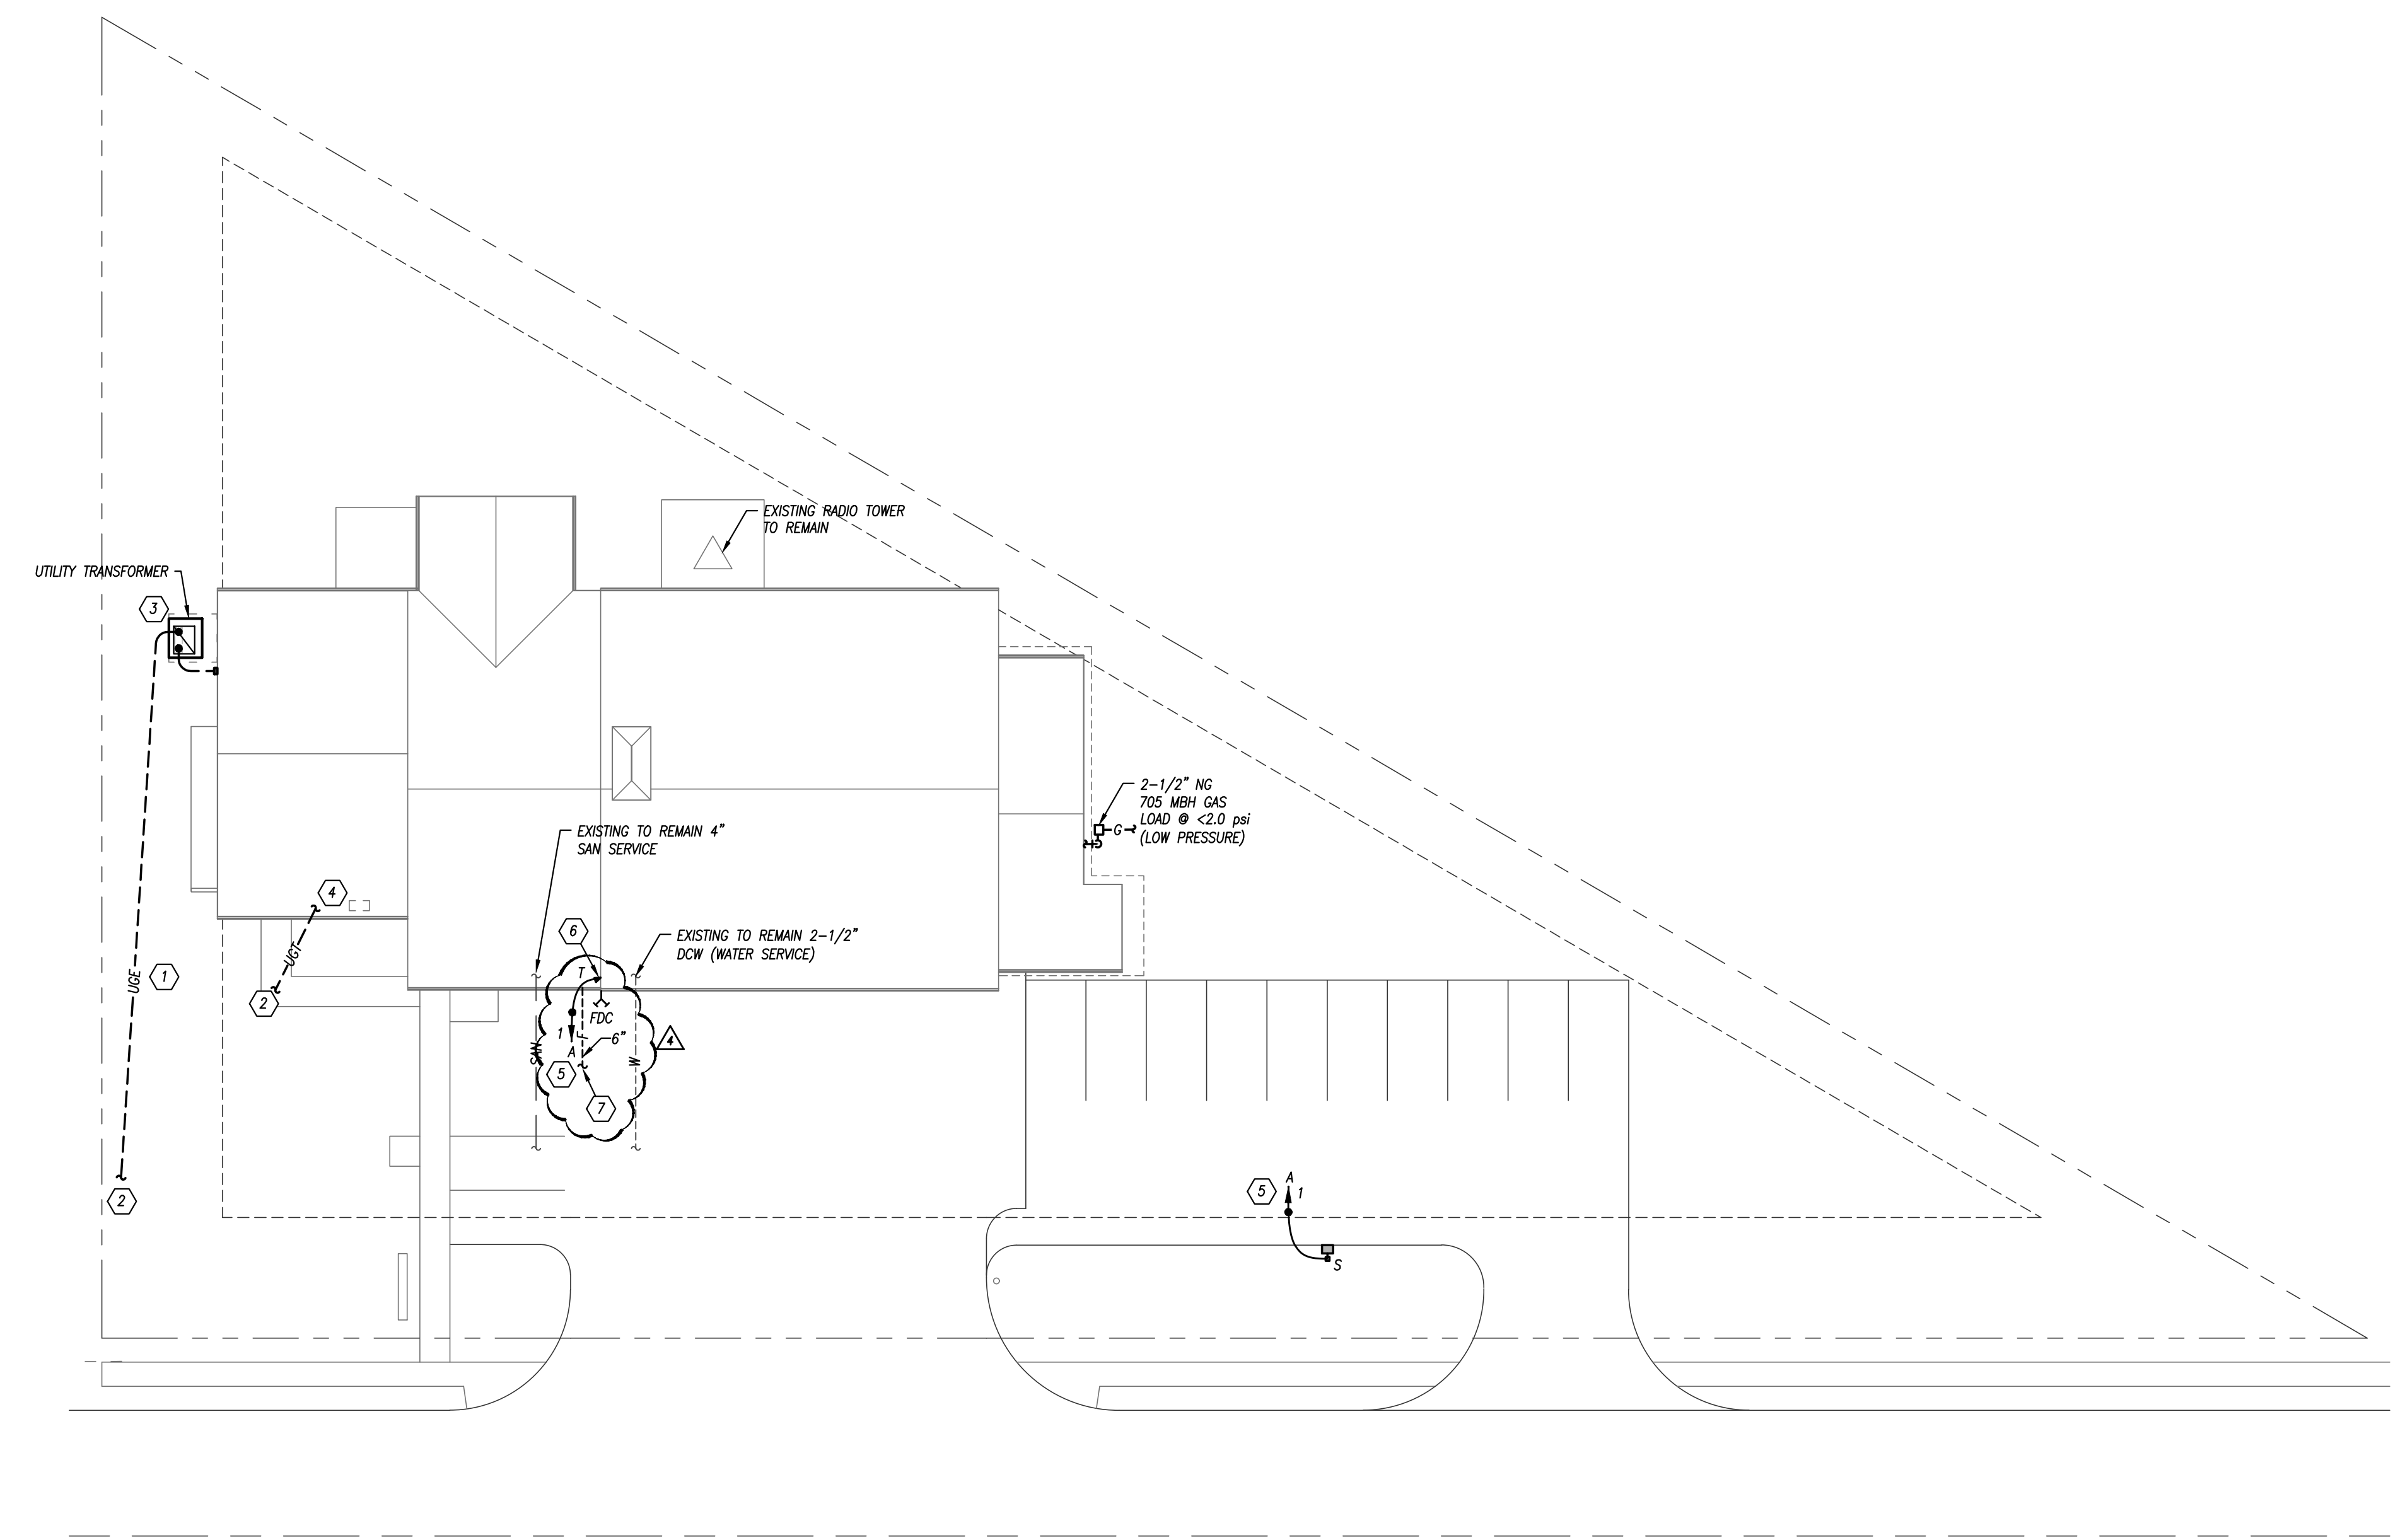 EXISTING RADIO TOWER
TO REMAIN
UTILITY TRANSFORMER
3
2-1/2" NG
705 MBH GAS
LOAD @ <2.0 psi
(LOW PRESSURE)
G
EXISTING TO REMAIN 4"
SAN SERVICE
4
6
EXISTING TO REMAIN 2-1/2"
DCW (WATER SERVICE)
UGT
UGE
1
2
T
FDC
1
F
6"
4
A
SAN
W
5
7
2
A
5
1
S